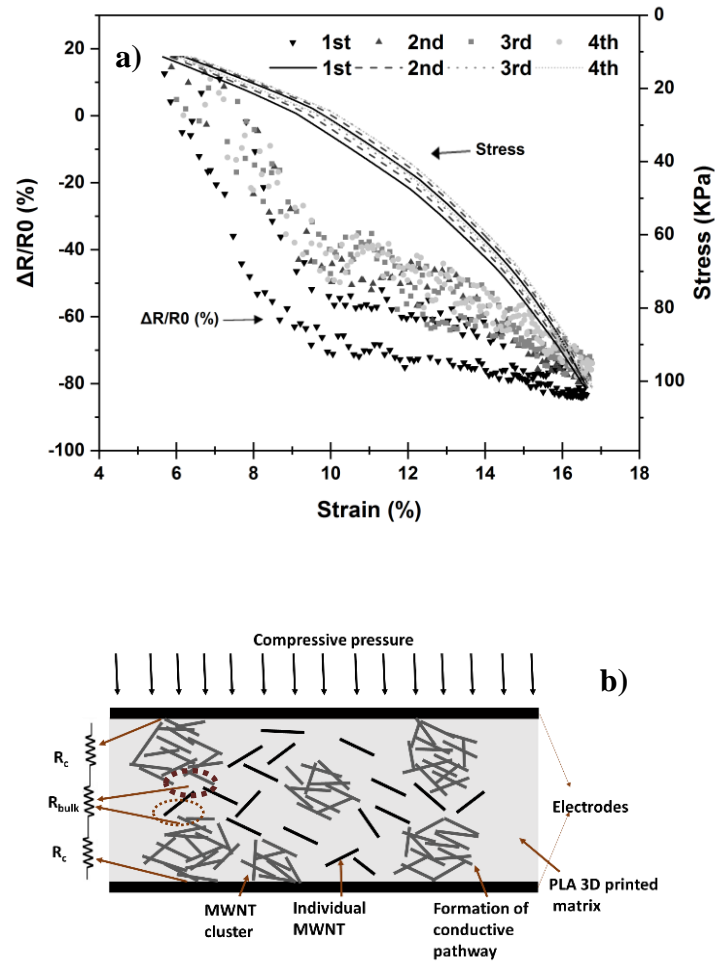 a)
1st 2nd 3rd 4th
1st 2nd 3rd 4th
Stress
ΔR/R0 (%)
ΔR/R0 (%)
20
0
-20
-40
-60
-80
-100
4 6 8 10 12 14 16 18
Strain (%)
0
20
40
60
80
100
Stress (KPa)
Compressive pressure
b)
Rc
Rbulk
Rc
Electrodes
PLA 3D printed
matrix
MWNT
cluster
Individual
MWNT
Formation of
conductive
pathway